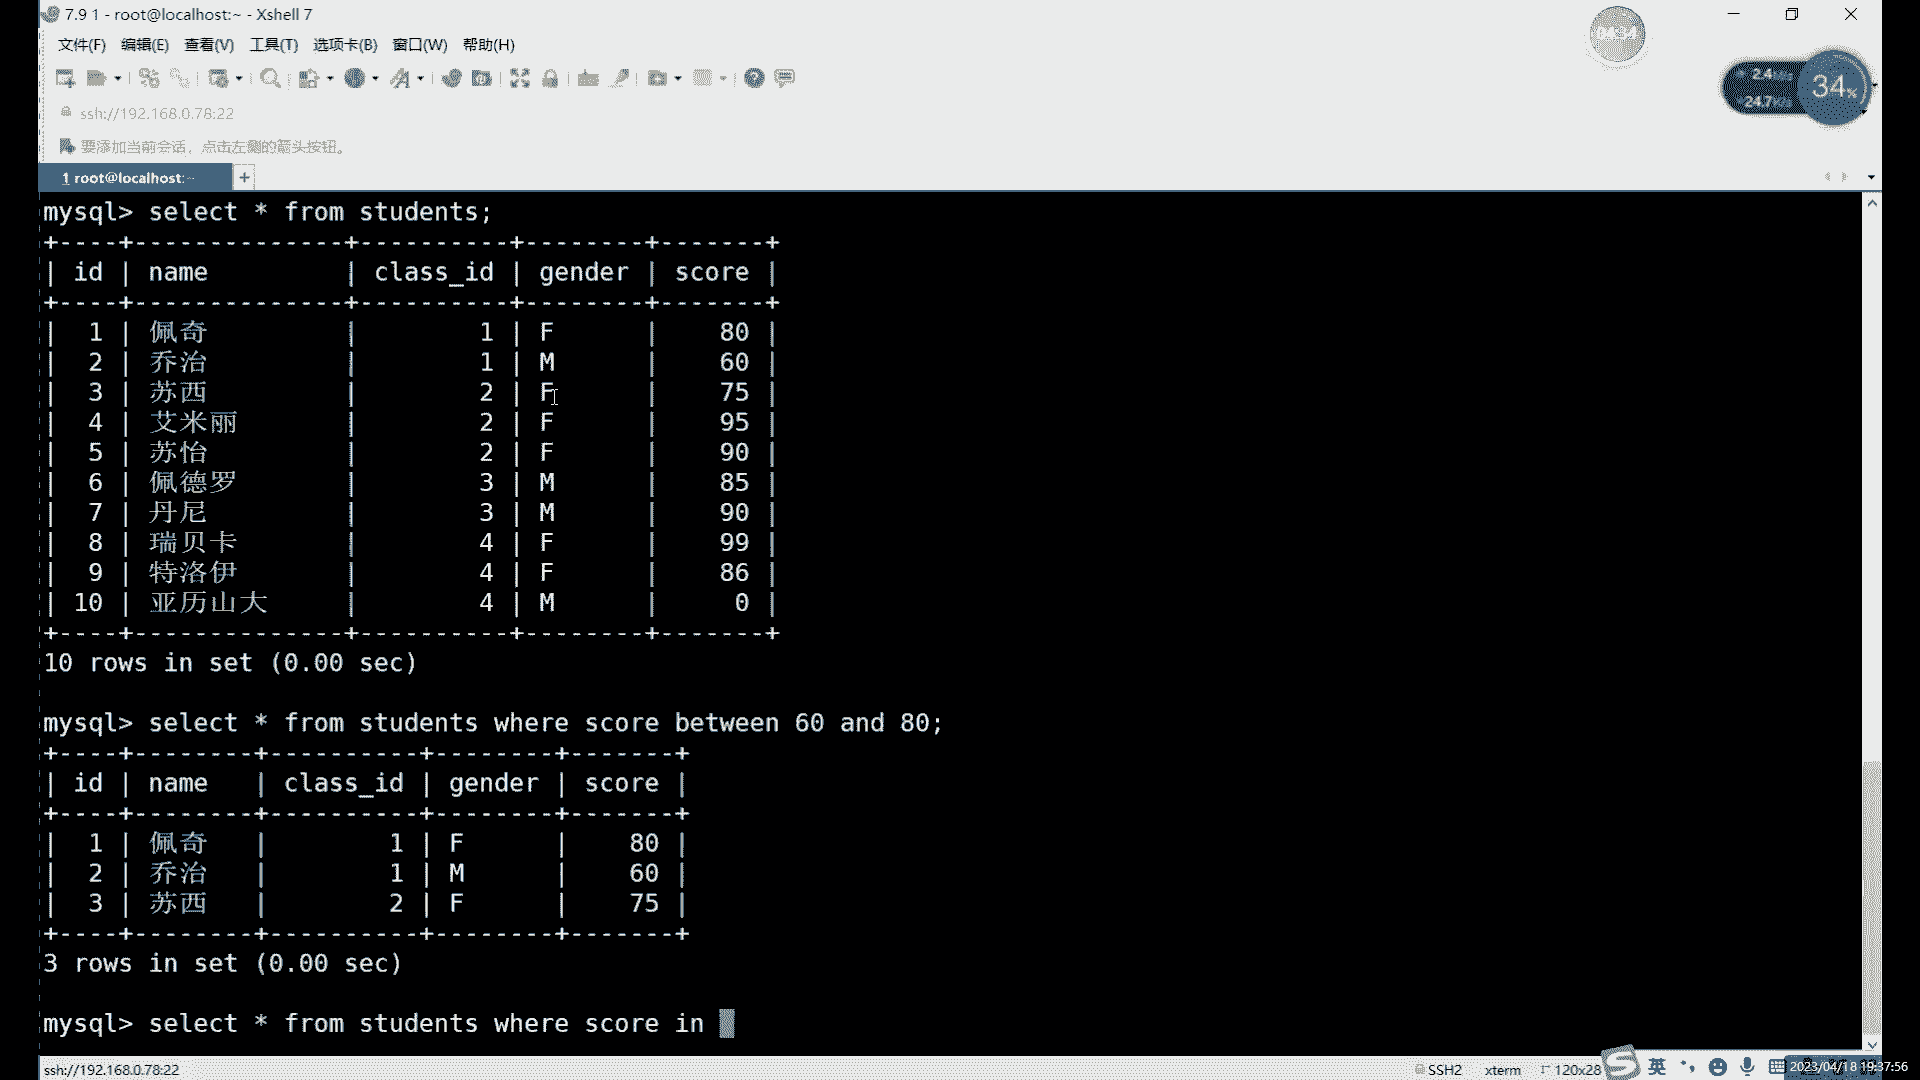 7.9 1 - root@localhost:~ - Xshell 7
文件(F) 编辑(E) 查看(V) 工具(T) 选项卡(B) 窗口(W) 帮助(H)
34%
ssh://192.168.0.78:22
要添加当前会话，点击左侧的箭头按钮。
1 root@localhost:~ +
mysql> select * from students;
+----+--------------+----------+--------+-------+
| id | name         | class_id | gender | score |
+----+--------------+----------+--------+-------+
|  1 | 佩奇         |        1 | F      |    80 |
|  2 | 乔治         |        1 | M      |    60 |
|  3 | 苏西         |        2 | F      |    75 |
|  4 | 艾米丽       |        2 | F      |    95 |
|  5 | 苏怡         |        2 | F      |    90 |
|  6 | 佩德罗       |        3 | M      |    85 |
|  7 | 丹尼         |        3 | M      |    90 |
|  8 | 瑞贝卡       |        4 | F      |    99 |
|  9 | 特洛伊       |        4 | F      |    86 |
| 10 | 亚历山大     |        4 | M      |     0 |
+----+--------------+----------+--------+-------+
10 rows in set (0.00 sec)
mysql> select * from students where score between 60 and 80;
+----+--------+----------+--------+-------+
| id | name   | class_id | gender | score |
+----+--------+----------+--------+-------+
|  1 | 佩奇   |        1 | F      |    80 |
|  2 | 乔治   |        1 | M      |    60 |
|  3 | 苏西   |        2 | F      |    75 |
+----+--------+----------+--------+-------+
3 rows in set (0.00 sec)
mysql> select * from students where score in
ssh://192.168.0.78:22 SSH2 xterm 120x28 英 2023/04/18 19:37:56